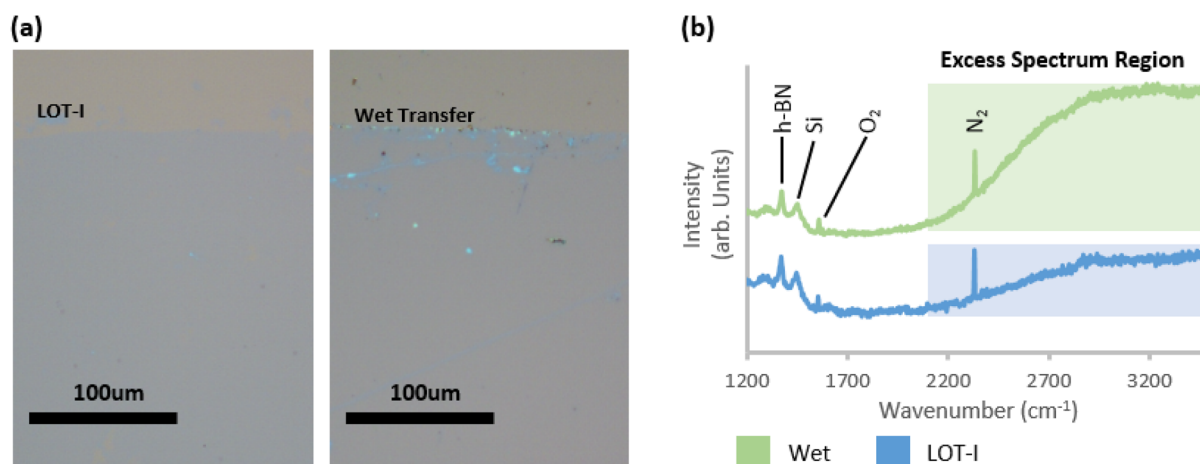 (a)
LOT-I
100um
Wet Transfer
100um
(b)
Excess Spectrum Region
h-BN
Si
O₂
N₂
Intensity
(arb. Units)
1200 1700 2200 2700 3200
Wavenumber (cm⁻¹)
Wet LOT-I